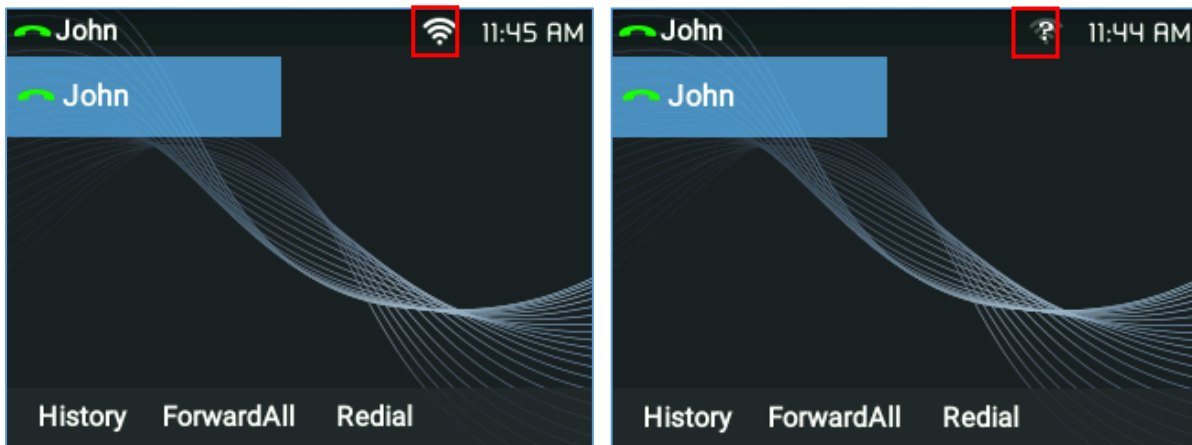 John 11:45 AM
John
History ForwardAll Redial
John ? 11:44 AM
John
History ForwardAll Redial